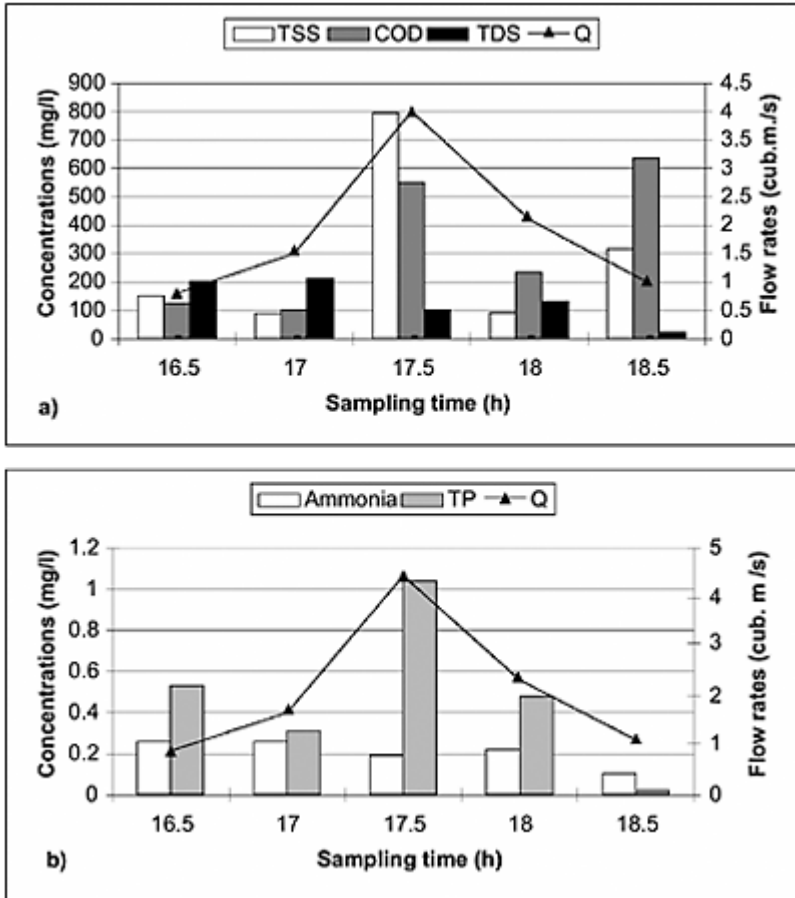 TSS COD TDS Q
Concentrations (mg/l)
900
800
700
600
500
400
300
200
100
0
4.5
4
3.5
3
2.5
2
1.5
1
0.5
0
Flow rates (cub.m./s)
16.5 17 17.5 18 18.5
Sampling time (h)
a)
Ammonia TP Q
Concentrations (mg/l)
1.2
1
0.8
0.6
0.4
0.2
0
5
4
3
2
1
0
Flow rates (cub. m /s)
16.5 17 17.5 18 18.5
Sampling time (h)
b)